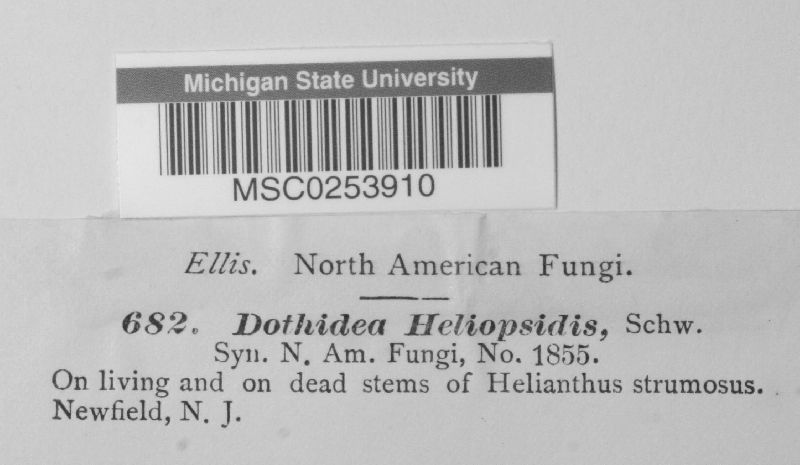 Michigan State University
MSC0253910
Ellis. North American Fungi.
682. Dothidea Heliopsidis, Schw.
Syn. N. Am. Fungi, No. 1855.
On living and on dead stems of Helianthus strumosus.
Newfield, N. J.